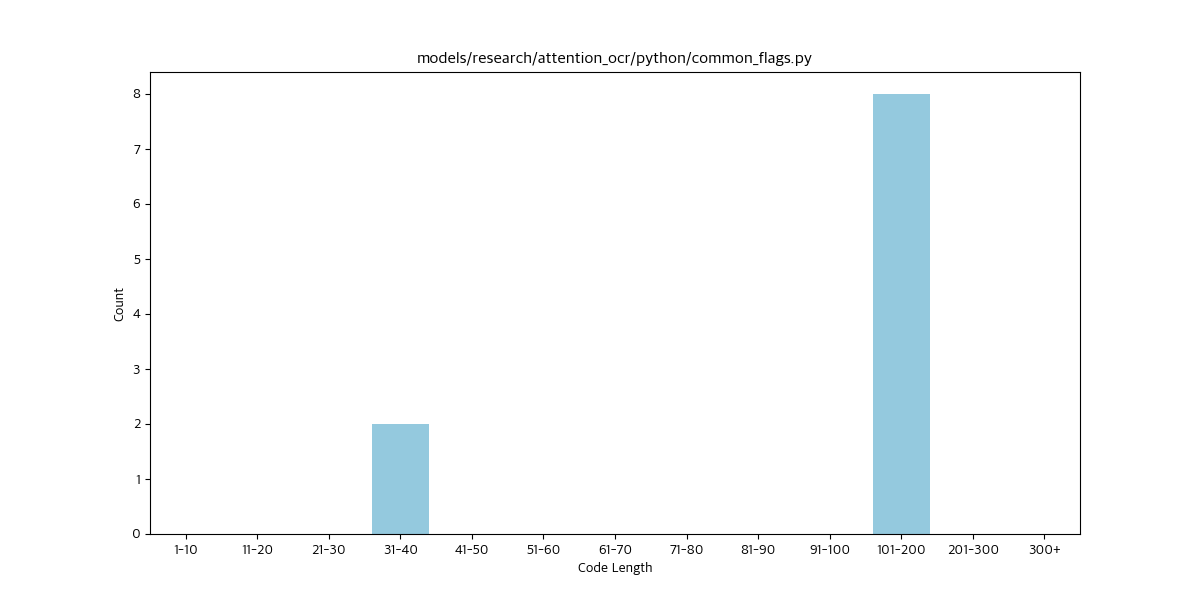 models/research/attention_ocr/python/common_flags.py
8
7
6
5
4
3
2
1
0
Count
1-10 11-20 21-30 31-40 41-50 51-60 61-70 71-80 81-90 91-100 101-200 201-300 300+
Code Length